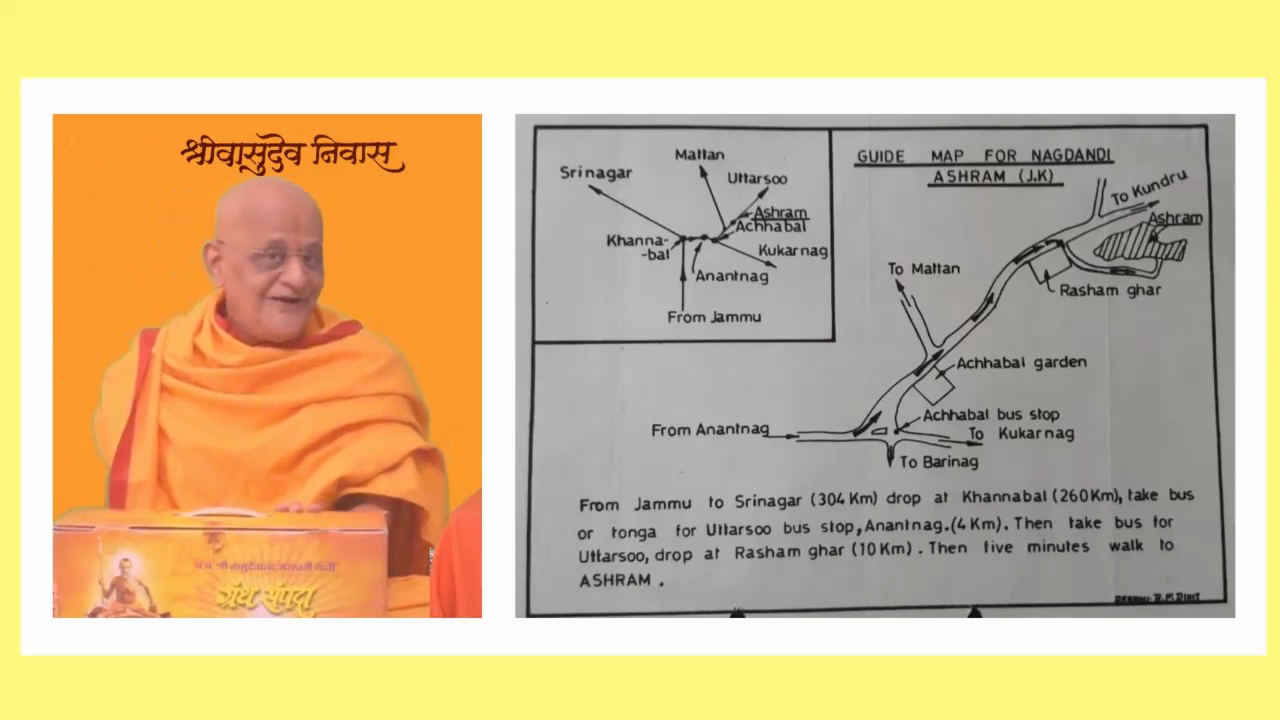 श्रीवासुदेव निवास
प.प. श्री वासुदेवानंद सरस्वती यांची
ग्रंथ संपदा
GUIDE MAP FOR NAGDANDI
ASHRAM (J.K)
Srinagar
Mattan
Uttarsoo
Ashram
Achhabal
Khanna-
-bal
Kukarnag
Anantnag
From Jammu
To Kundru
Ashram
Rasham ghar
To Mattan
Achhabal garden
Achhabal bus stop
From Anantnag
To Kukarnag
To Barinag
From Jammu to Srinagar (304 Km) drop at Khannabal (260Km), take bus
or tonga for Uttarsoo bus stop, Anantnag.(4 Km). Then take bus for
Uttarsoo, drop at Rasham ghar (10 Km). Then five minutes walk to
ASHRAM.